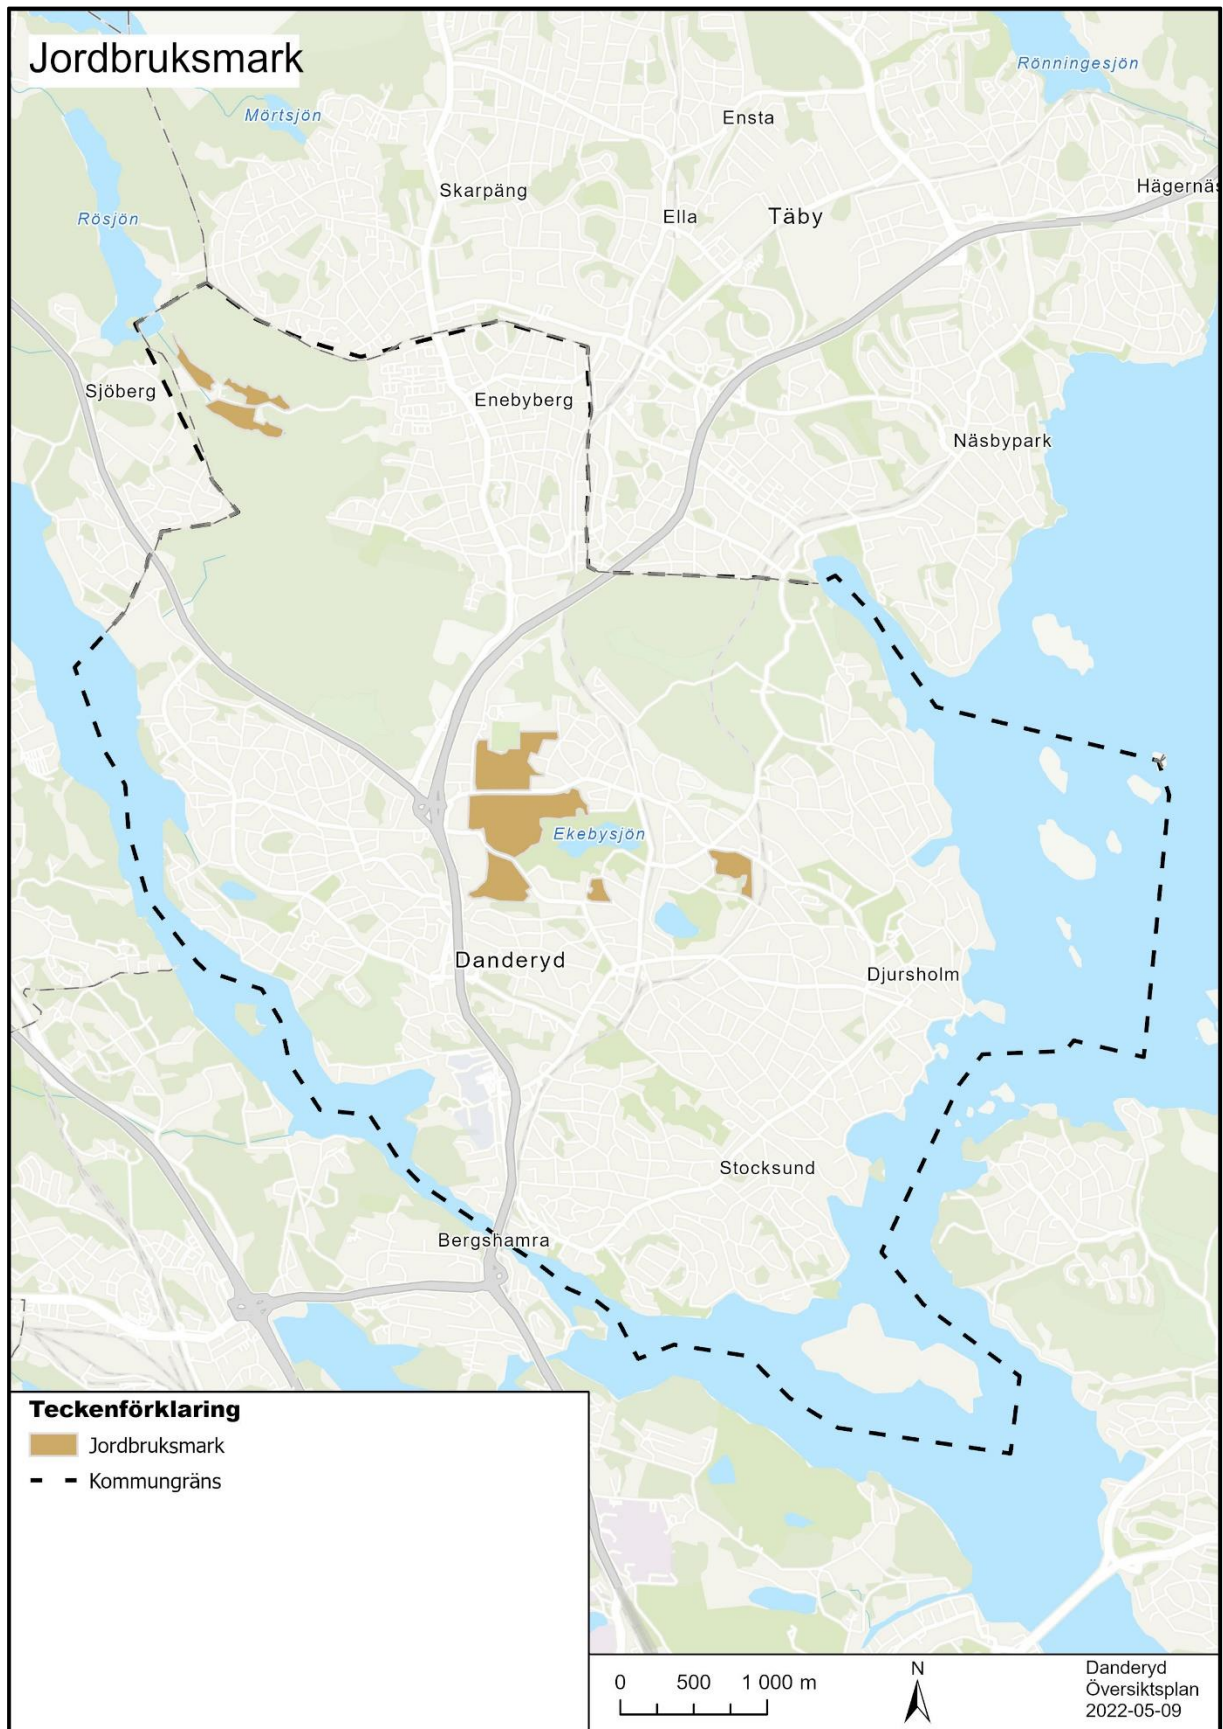 Jordbruksmark
Rönningesjön
Mörtsjön
Ensta
Skarpäng
Hägernäs
Rösjön
Ella
Täby
Sjöberg
Enebyberg
Näsbypark
Ekebysjön
Danderyd
Djursholm
Stocksund
Bergshamra
Teckenförklaring
Jordbruksmark
Kommungräns
0 500 1 000 m
N
Danderyd
Översiktsplan
2022-05-09